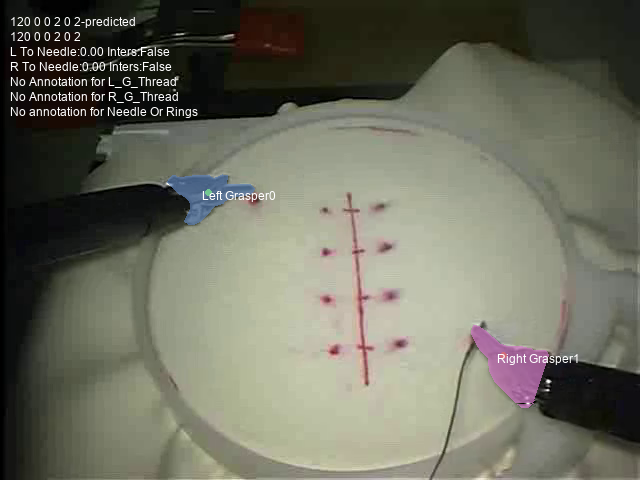 120 0 0 2 0 2-predicted
120 0 0 2 0 2
L To Needle:0.00 Inters:False
R To Needle:0.00 Inters:False
No Annotation for L_G_Thread
No Annotation for R_G_Thread
No annotation for Needle Or Rings
Left Grasper0
Right Grasper1